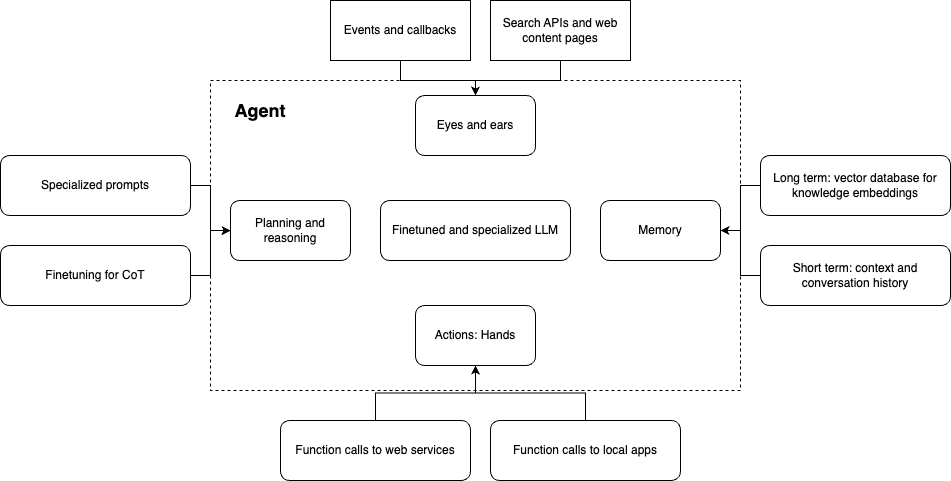 Events and callbacks
Search APIs and web
content pages
Agent
Eyes and ears
Specialized prompts
Long term: vector database for
knowledge embeddings
Planning and
reasoning
Finetuned and specialized LLM
Memory
Finetuning for CoT
Short term: context and
conversation history
Actions: Hands
Function calls to web services
Function calls to local apps